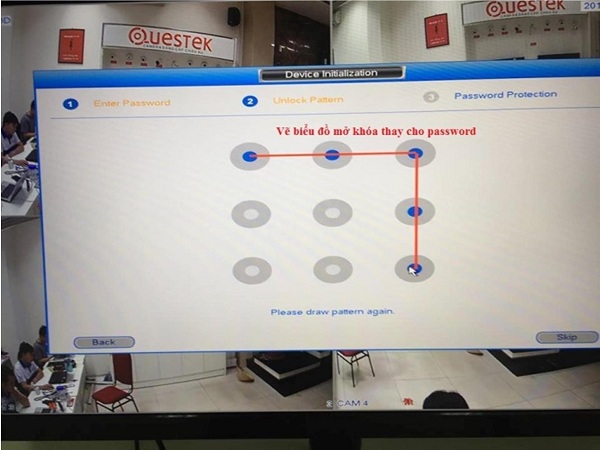 QUESTEK
QUESTEK
201
Device Initialization
1 Enter Password
2 Unlock Pattern
3 Password Protection
Vẽ biểu đồ mở khóa thay cho password
Please draw pattern again.
Back
Skip
CAM 4